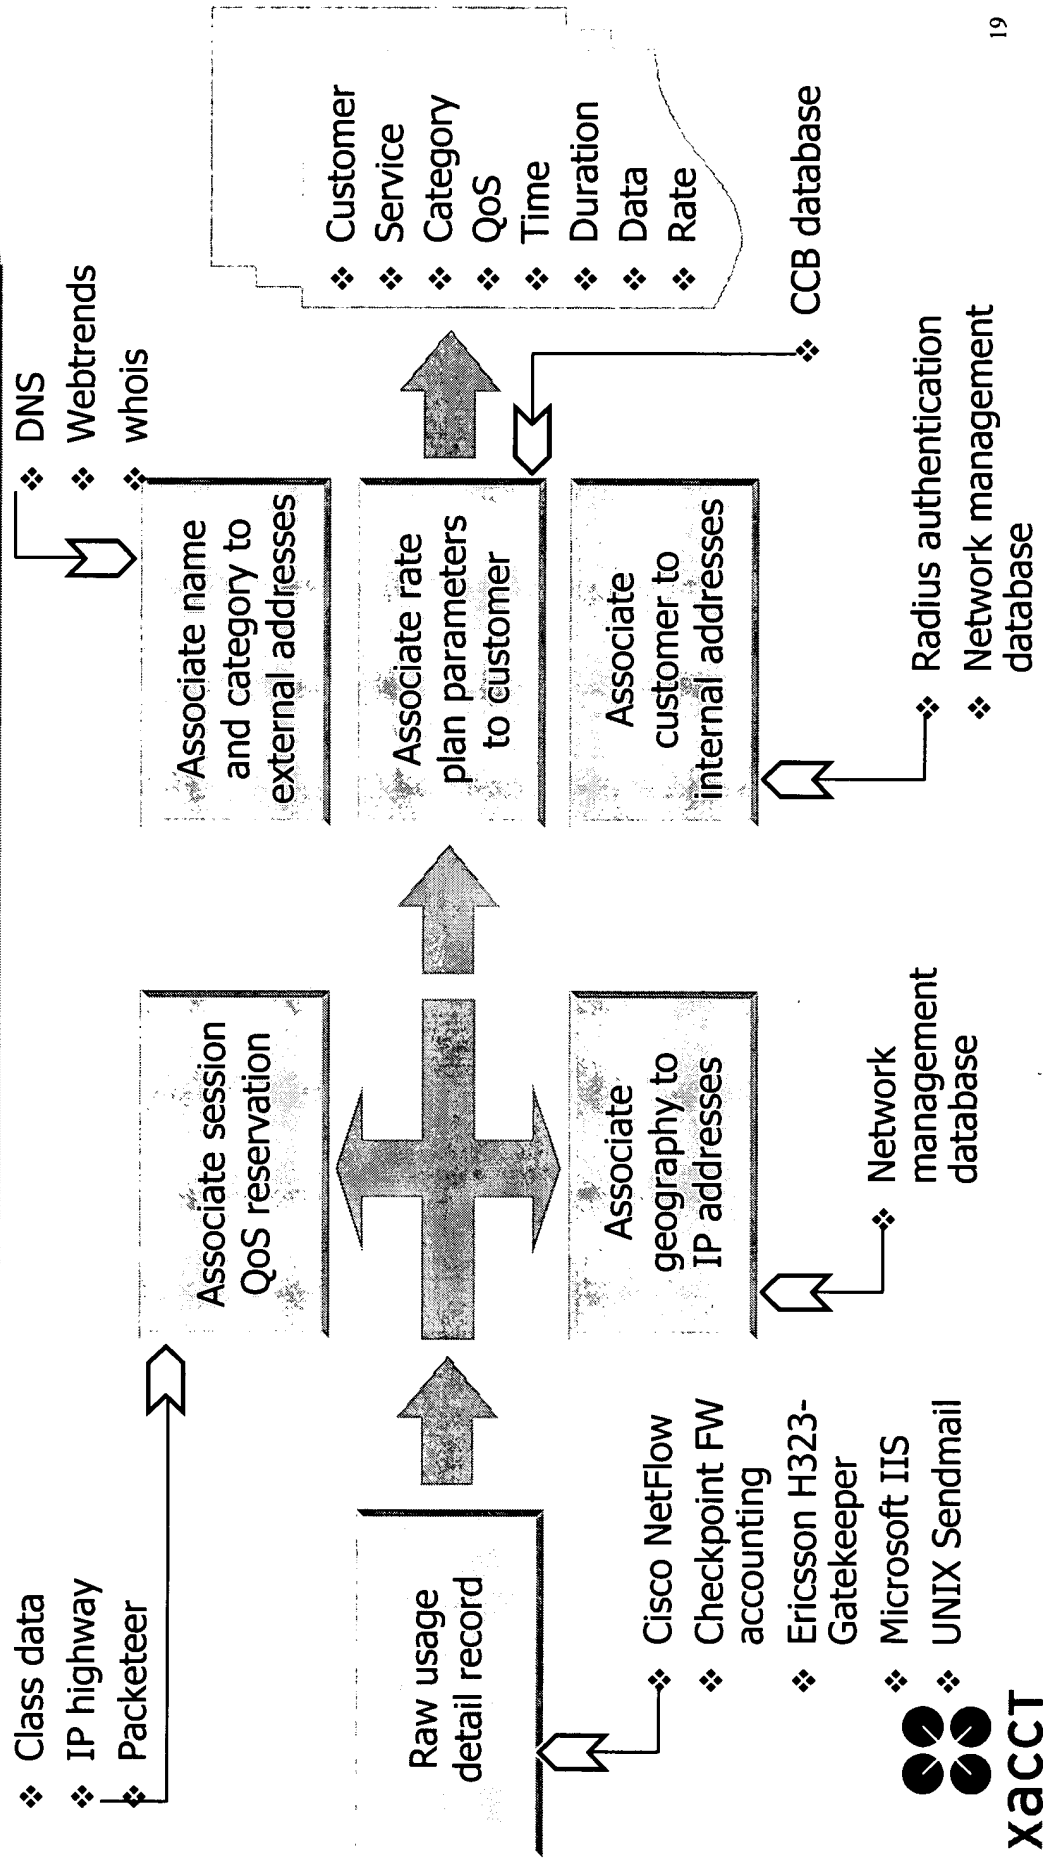 ❖ Class data
❖ IP highway
❖ Packeteer
❖ DNS
❖ Webtrends
❖ whois
Associate session
QoS reservation
Associate name
and category to
external addresses
Raw usage
detail record
Associate rate
plan parameters
to customer
❖ Customer
❖ Service
❖ Category
❖ QoS
❖ Time
❖ Duration
❖ Data
❖ Rate
Associate
geography to
IP addresses
Associate
customer to
internal addresses
❖ Cisco NetFlow
❖ Checkpoint FW
accounting
❖ Ericsson H323-
Gatekeeper
❖ Microsoft IIS
❖ UNIX Sendmail
❖ Network
management
database
❖ Radius authentication
❖ Network management
database
❖ CCB database
xaccT
19